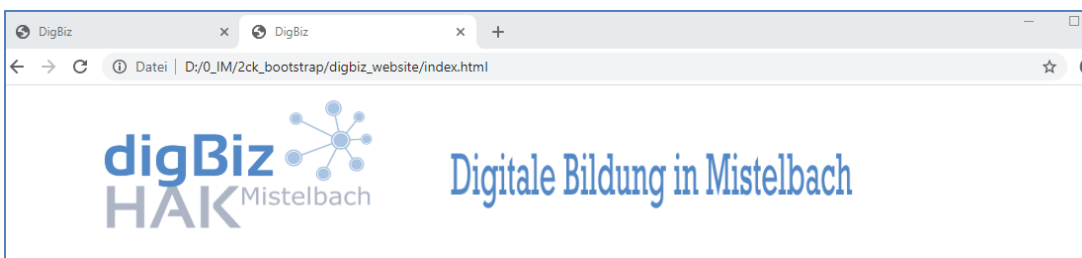 DigBiz
DigBiz
Datei
D:/0_IM/2ck_bootstrap/digbiz_website/index.html
digBiz
HAK Mistelbach
Digitale Bildung in Mistelbach